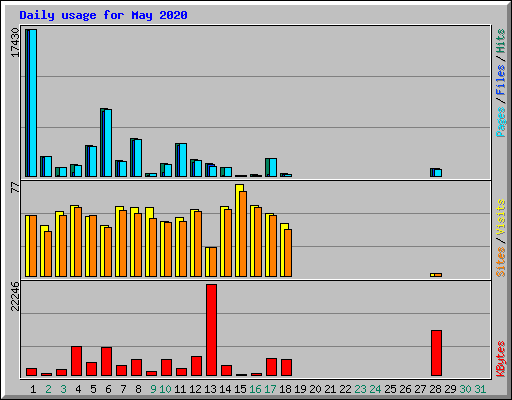 Daily usage for May 2020
17430
77
22246
Pages / Files / Hits
Sites / Visits
KBytes
1 2 3 4 5 6 7 8 9 10 11 12 13 14 15 16 17 18 19 20 21 22 23 24 25 26 27 28 29 30 31